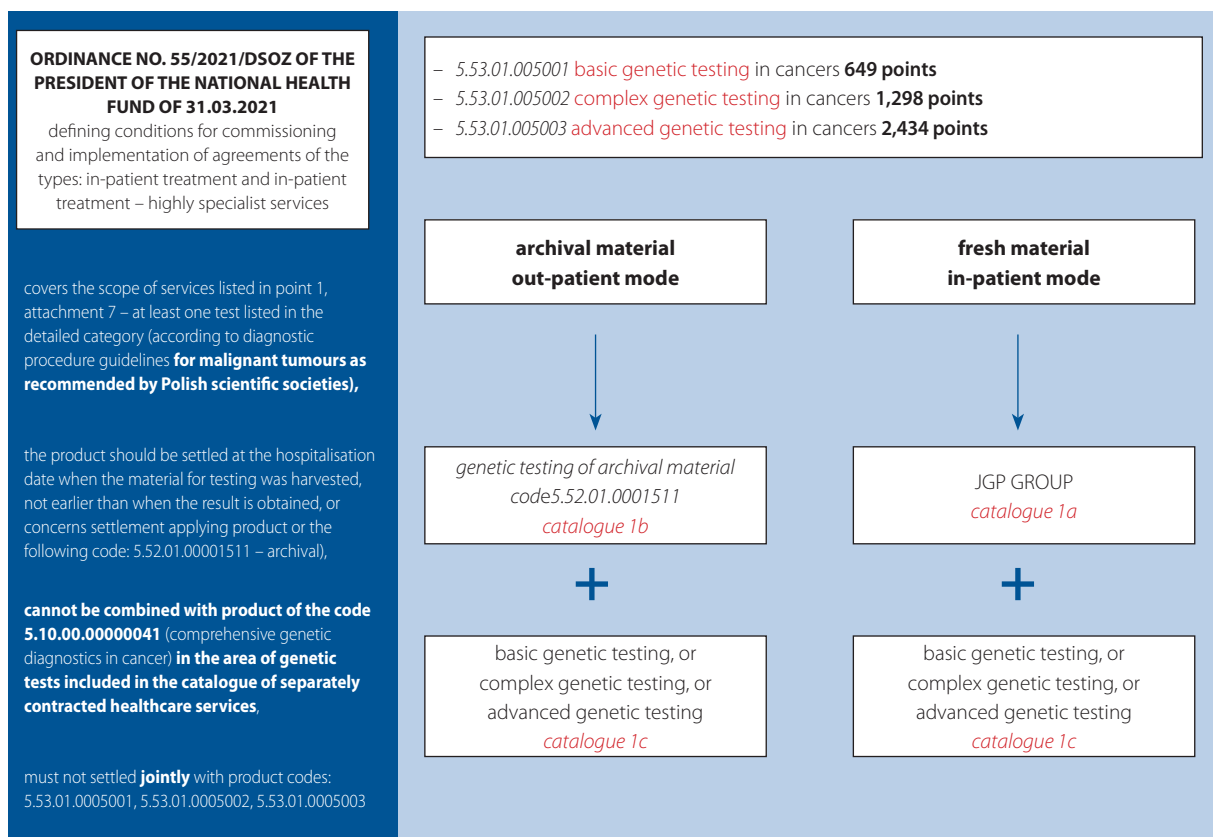 ORDINANCE NO. 55/2021/DSOZ OF THE
PRESIDENT OF THE NATIONAL HEALTH
FUND OF 31.03.2021
defining conditions for commissioning
and implementation of agreements of the
types: in-patient treatment and in-patient
treatment – highly specialist services
covers the scope of services listed in point 1,
attachment 7 – at least one test listed in the
detailed category (according to diagnostic
procedure guidelines for malignant tumours as
recommended by Polish scientific societies),
the product should be settled at the hospitalisation
date when the material for testing was harvested,
not earlier than when the result is obtained, or
concerns settlement applying product or the
following code: 5.52.01.00001511 – archival),
cannot be combined with product of the code
5.10.00.00000041 (comprehensive genetic
diagnostics in cancer) in the area of genetic
tests included in the catalogue of separately
contracted healthcare services,
must not settled jointly with product codes:
5.53.01.0005001, 5.53.01.0005002, 5.53.01.0005003
– 5.53.01.005001 basic genetic testing in cancers 649 points
– 5.53.01.005002 complex genetic testing in cancers 1,298 points
– 5.53.01.005003 advanced genetic testing in cancers 2,434 points
archival material
out-patient mode
genetic testing of archival material
code5.52.01.0001511
catalogue 1b
+
basic genetic testing, or
complex genetic testing, or
advanced genetic testing
catalogue 1c
fresh material
in-patient mode
JGP GROUP
catalogue 1a
+
basic genetic testing, or
complex genetic testing, or
advanced genetic testing
catalogue 1c